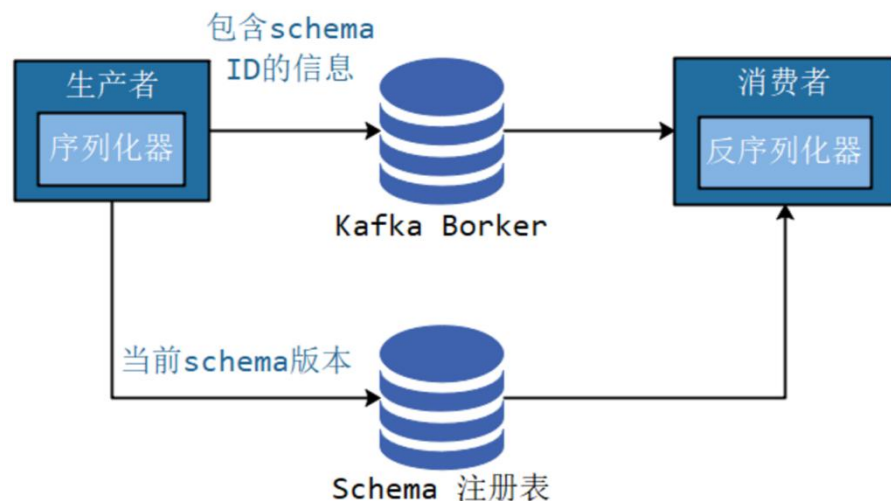 包含schema
ID的信息
生产者
序列化器
消费者
反序列化器
Kafka Borker
当前schema版本
Schema 注册表